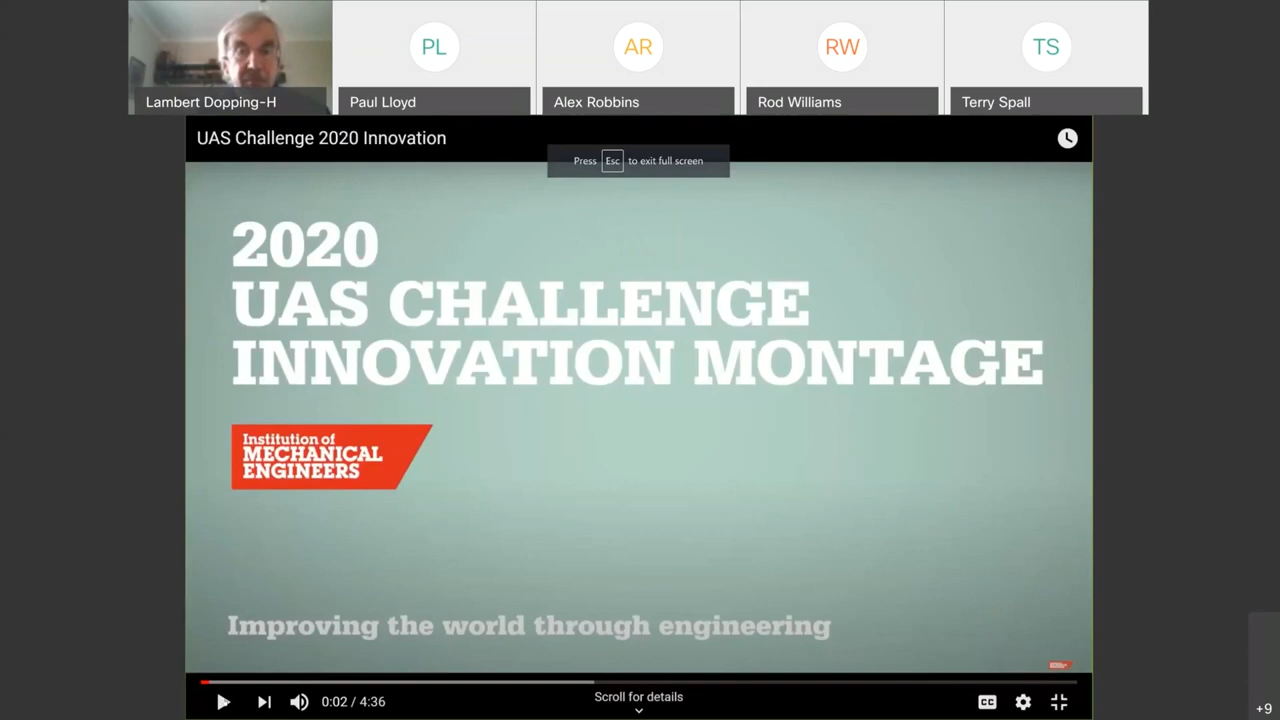 PL
AR
RW
TS
Lambert Dopping-H
Paul Lloyd
Alex Robbins
Rod Williams
Terry Spall
UAS Challenge 2020 Innovation
Press Esc to exit full screen
2020
UAS CHALLENGE
INNOVATION MONTAGE
Institution of
MECHANICAL
ENGINEERS
Improving the world through engineering
0:02 / 4:36
Scroll for details
CC
+9